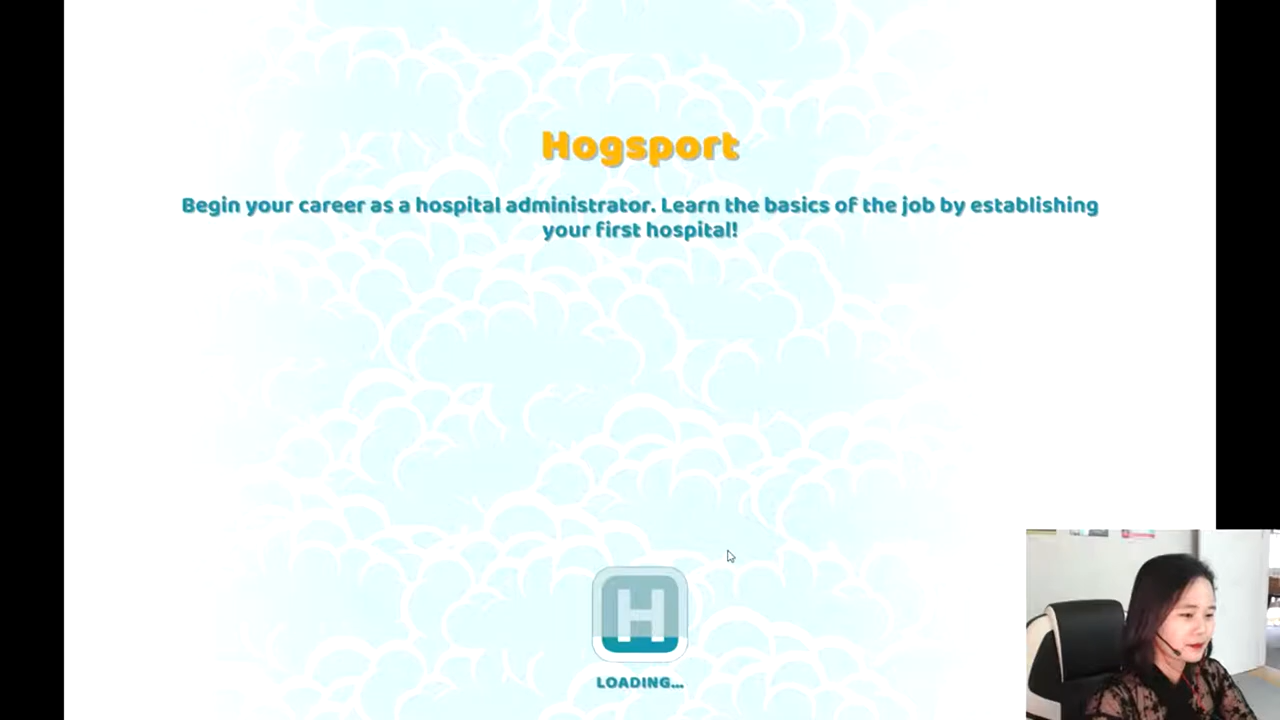 Hogsport
Begin your career as a hospital administrator. Learn the basics of the job by establishing
your first hospital!
H
LOADING...